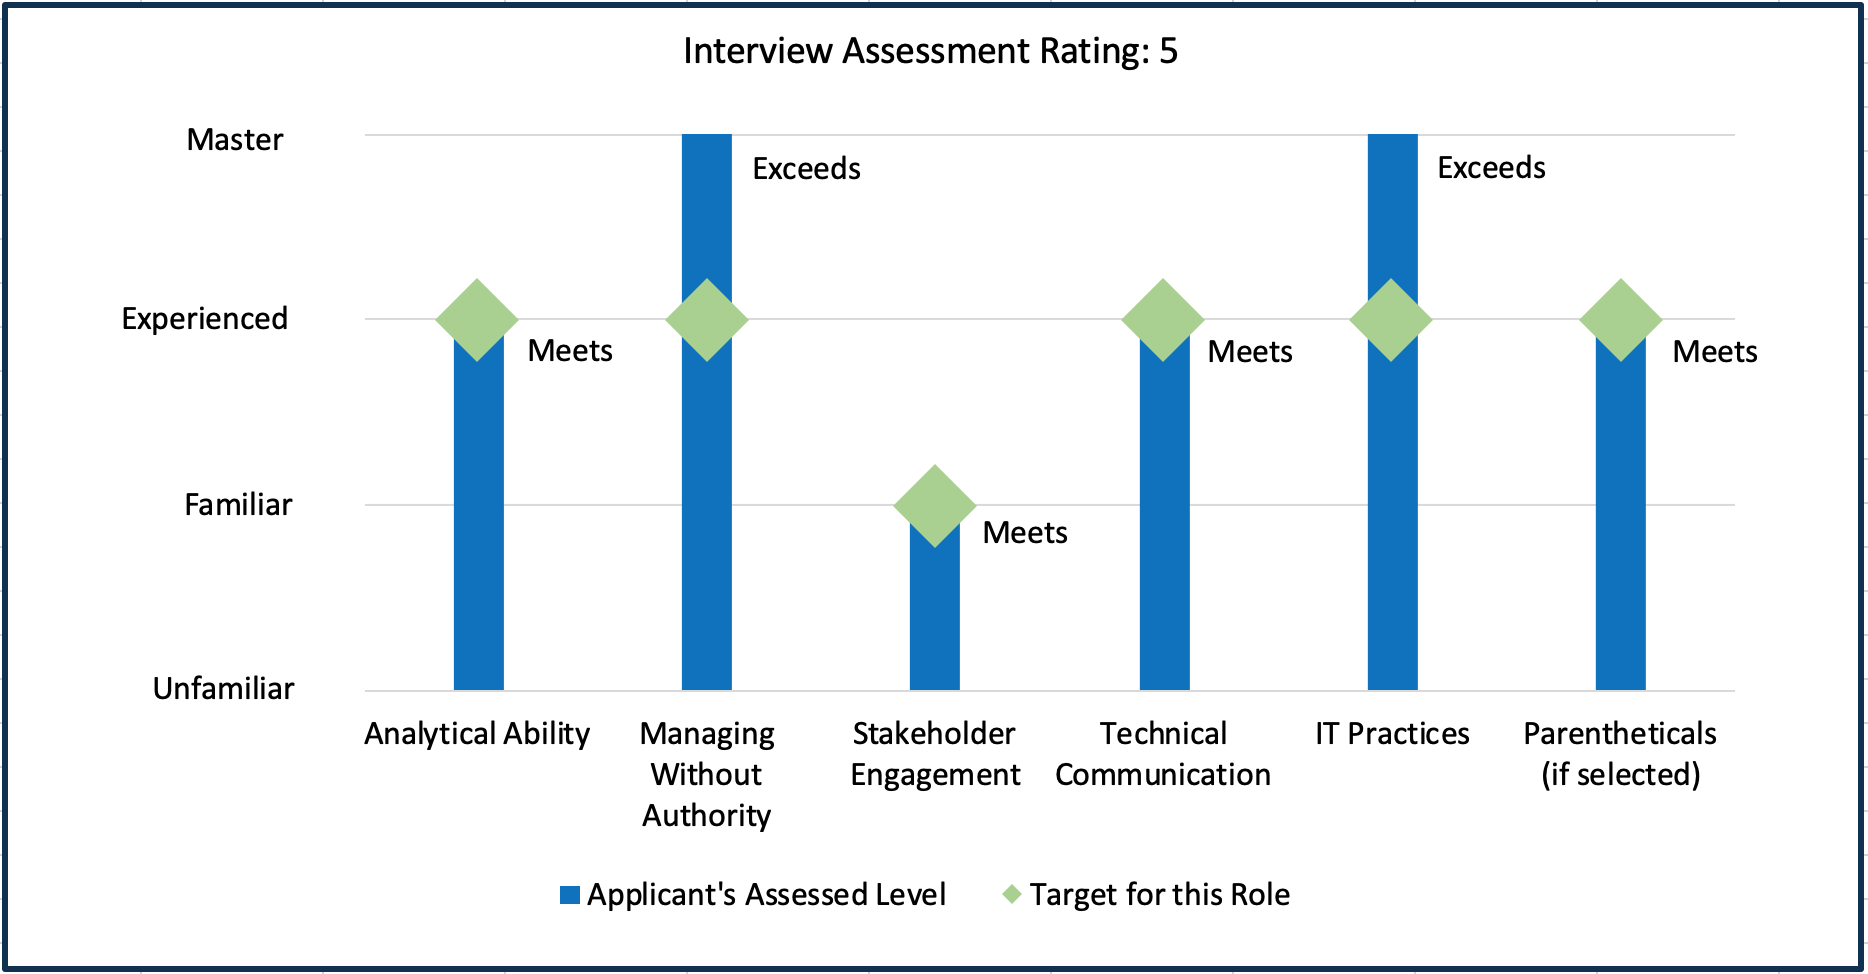 Interview Assessment Rating: 5
Master
Exceeds
Exceeds
Experienced
Meets
Meets
Meets
Familiar
Meets
Unfamiliar
Analytical Ability
Managing
Without
Authority
Stakeholder
Engagement
Technical
Communication
IT Practices
Parentheticals
(if selected)
Applicant's Assessed Level
Target for this Role